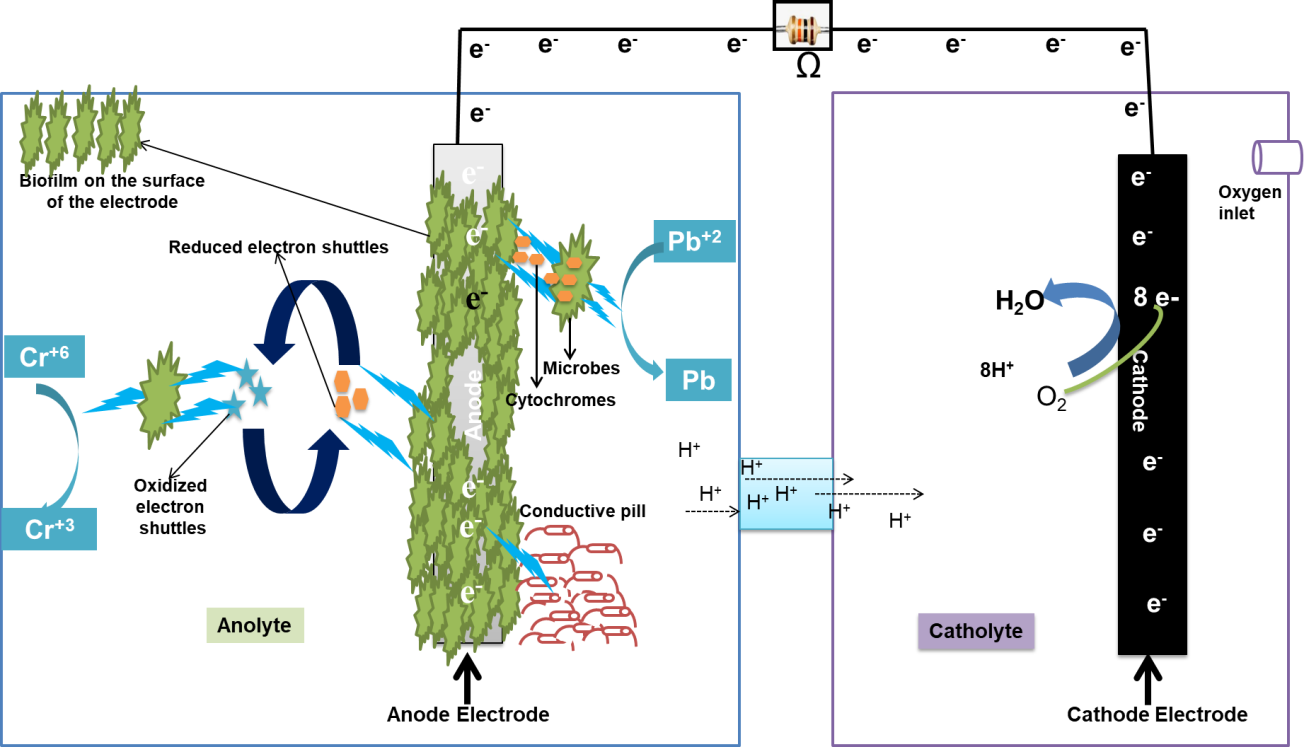 e- e- e- e- e- e- e- e-
Ω
e- e-
Biofilm on the surface
of the electrode
Reduced electron shuttles
e-
e-
e-
Pb+2
Pb
Microbes
Cytochromes
Cr+6
Cr+3
Oxidized
electron
shuttles
Anode
e-
e-
e-
Conductive pill
Anolyte
Anode Electrode
H+
H+
H+
H+ H+
H+
H+
Oxygen
inlet
e-
e-
8 e-
H2O
8H+
O2
Cathode
e-
e-
e-
Catholyte
Cathode Electrode